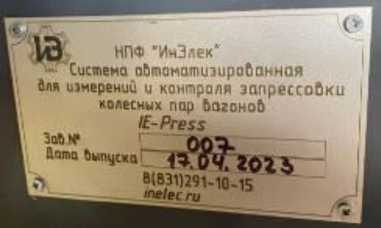 ИЭ
НПФ "ИнЭлек"
Система автоматизированная
для измерений и контроля запрессовки
колесных пар вагонов
IE-Press
Зав.№ 007
Дата выпуска 17.04.2023
8(831)291-10-15
inelec.ru